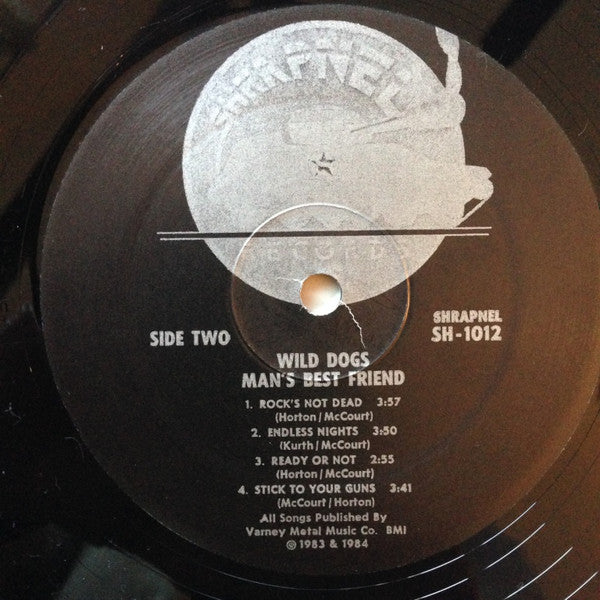 SHRAPNEL
RECORDS
SIDE TWO
SHRAPNEL
SH-1012
WILD DOGS
MAN'S BEST FRIEND
1. ROCK'S NOT DEAD 3:57
(Horton/McCourt)
2. ENDLESS NIGHTS 3:50
(Kurth/McCourt)
3. READY OR NOT 2:55
(Horton/McCourt)
4. STICK TO YOUR GUNS 3:41
(McCourt/Horton)
All Songs Published By
Varney Metal Music Co. BMI
© 1983 & 1984